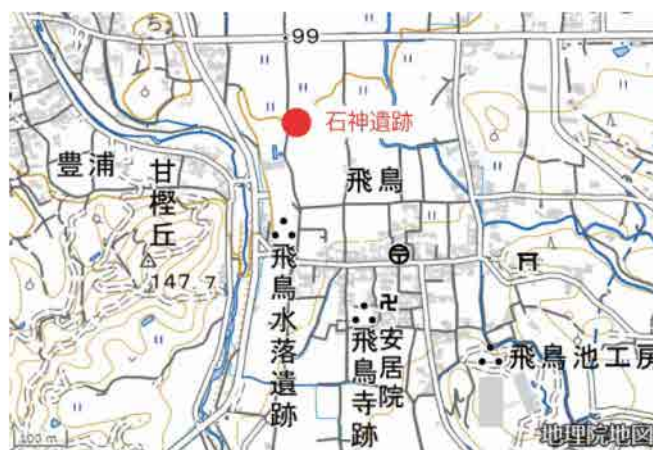 99
石神遺跡
豊浦
甘樫丘
飛鳥
147.7
飛鳥水落遺跡
安居院
飛鳥寺跡
飛鳥池工房
100 m
地理院地図